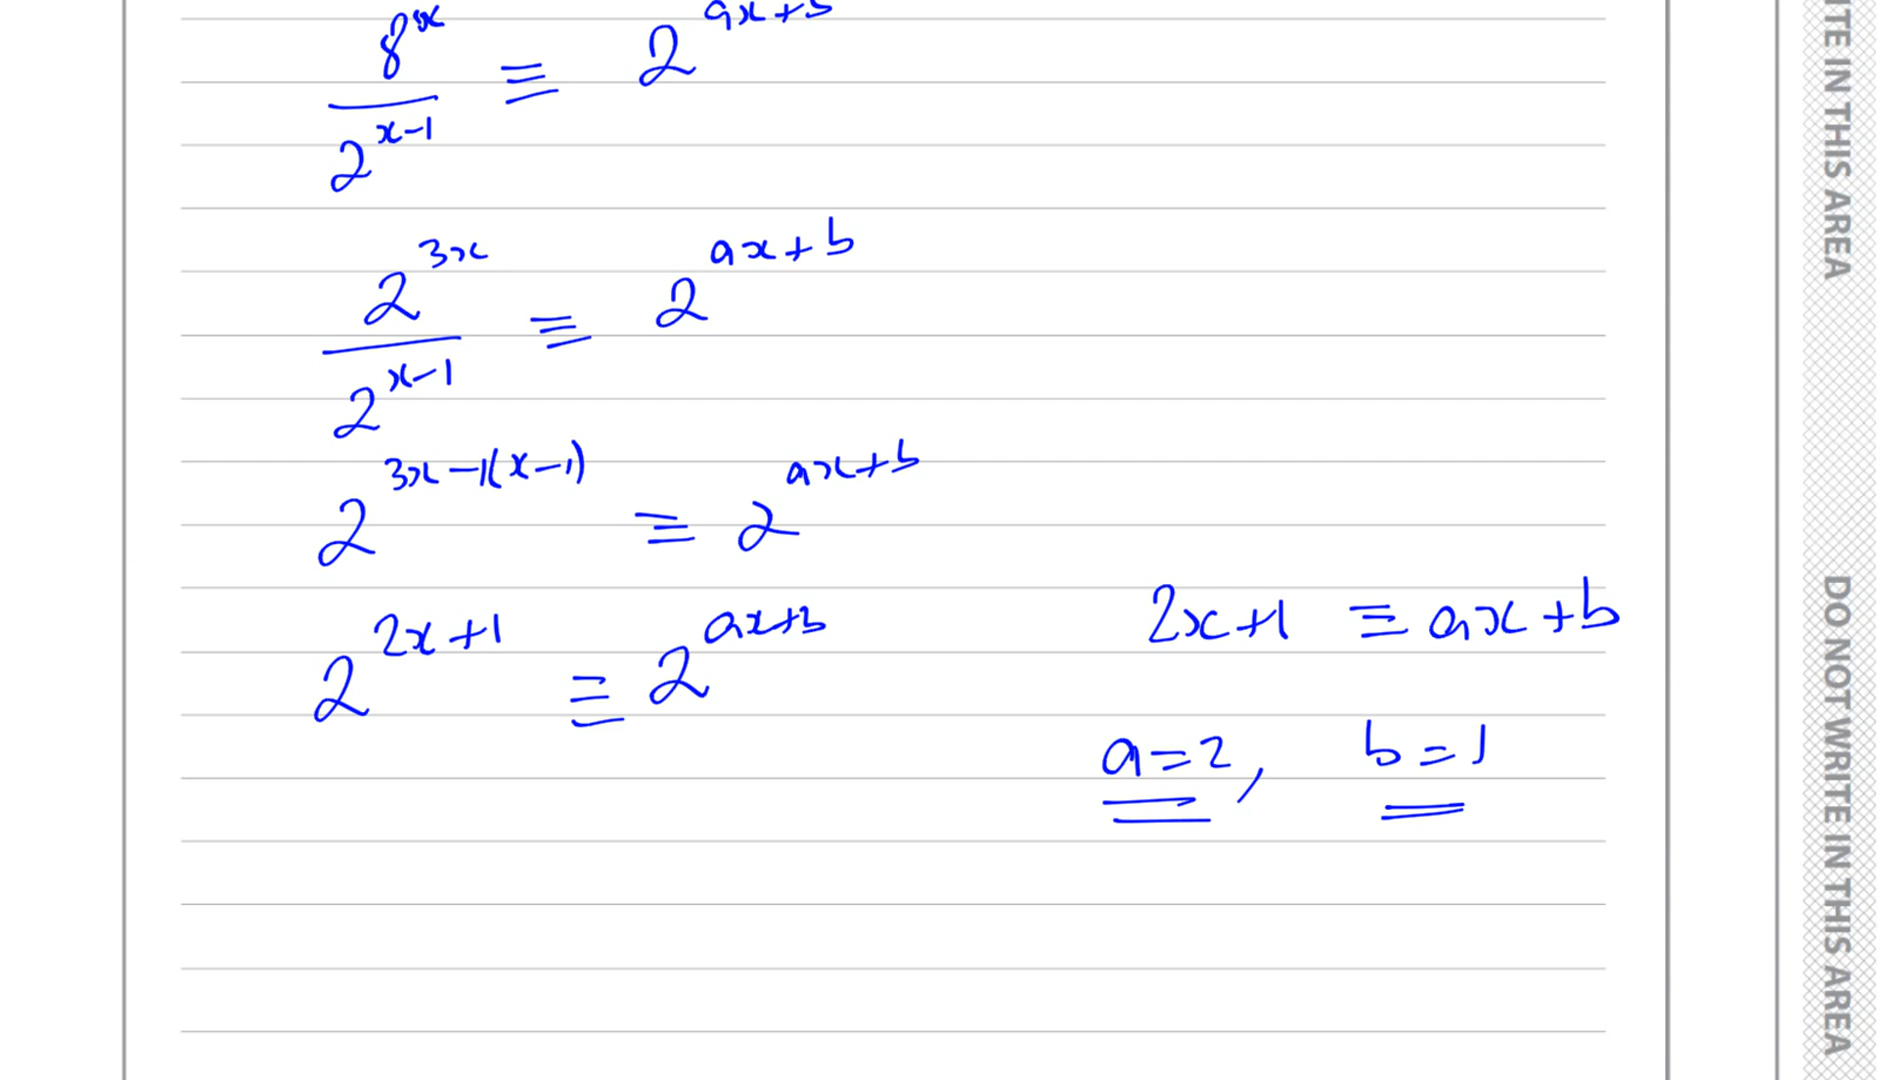 8^x / 2^(x-1) ≡ 2^(ax+b)
2^(3x) / 2^(x-1) ≡ 2^(ax+b)
2^(3x-1(x-1)) ≡ 2^(ax+b)
2^(2x+1) ≡ 2^(ax+b)
2x+1 ≡ ax+b
a=2, b=1
ITE IN THIS AREA
DO NOT WRITE IN THIS AREA